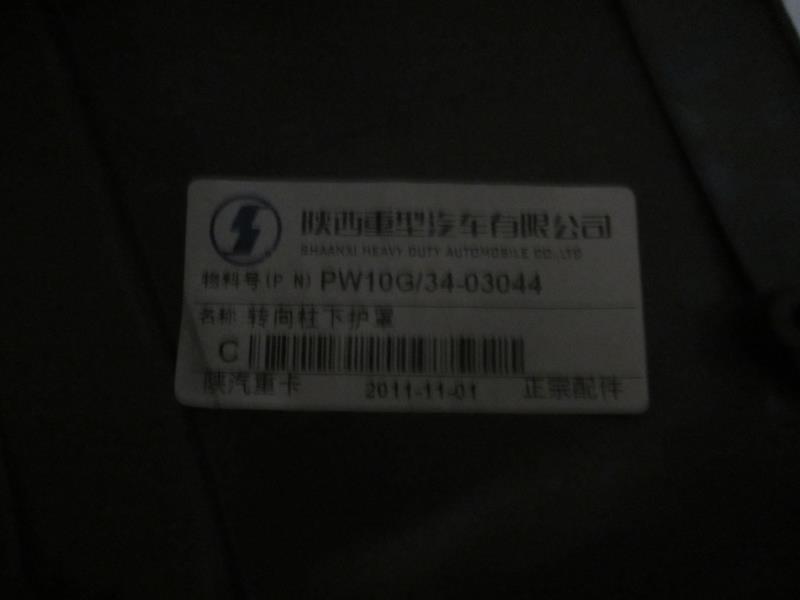 陕西重型汽车有限公司
SHAANXI HEAVY DUTY AUTOMOBILE CO.,LTD
物料号(P N) PW10G/34-03044
名称 转向柱下护罩
C
陕汽重卡 2011-11-01 正宗配件